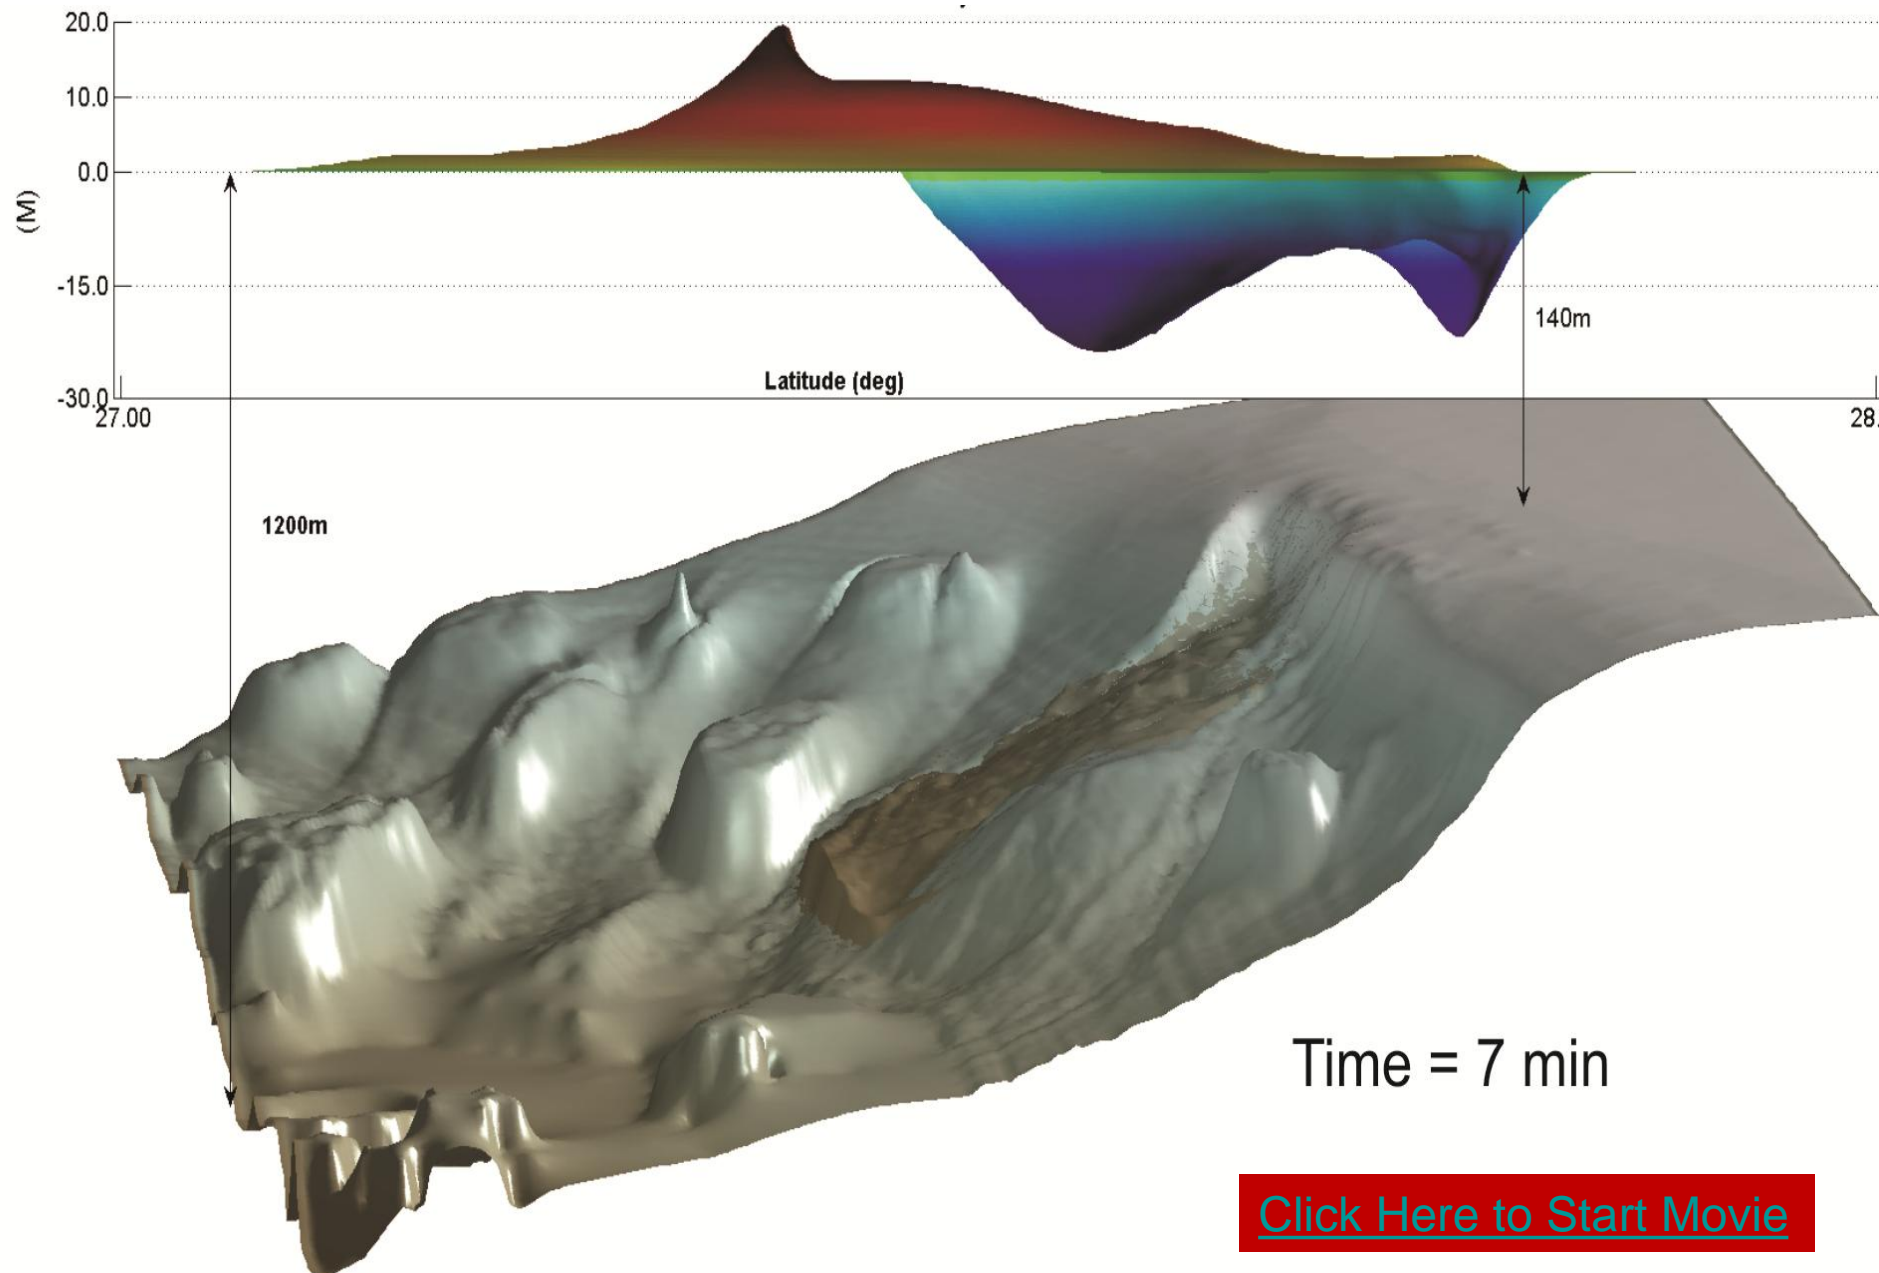 20.0
10.0
0.0
(M)
-15.0
140m
Latitude (deg)
-30.0
27.00
28.
1200m
Time = 7 min
Click Here to Start Movie